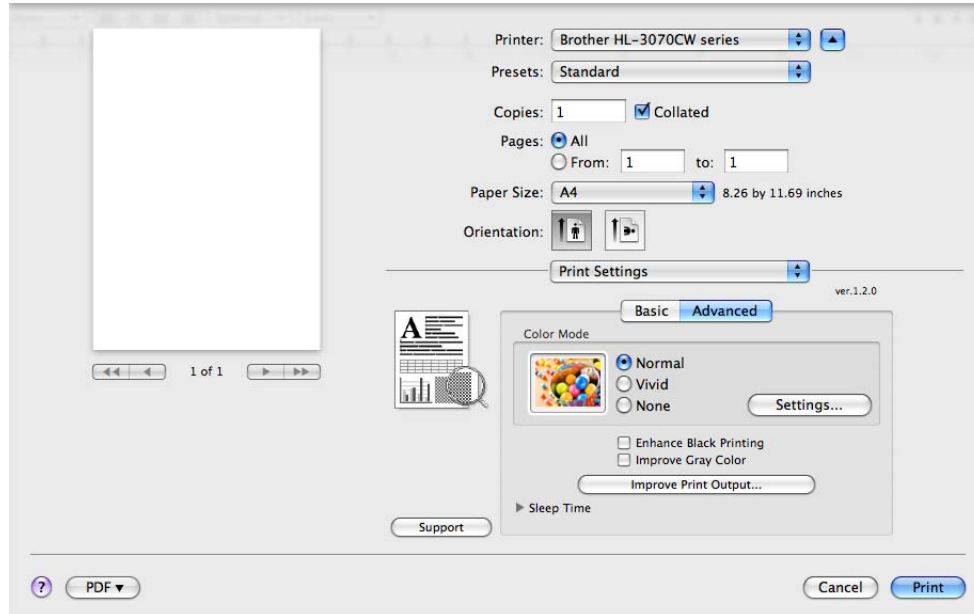 Printer: Brother HL-3070CW series
Presets: Standard
Copies: 1 Collated
Pages: All
From: 1 to: 1
Paper Size: A4 8.26 by 11.69 inches
Orientation:
Print Settings
ver.1.2.0
Basic Advanced
Color Mode
Normal
Vivid
None Settings...
Enhance Black Printing
Improve Gray Color
Improve Print Output...
Sleep Time
Support
A
1 of 1
? PDF Cancel Print